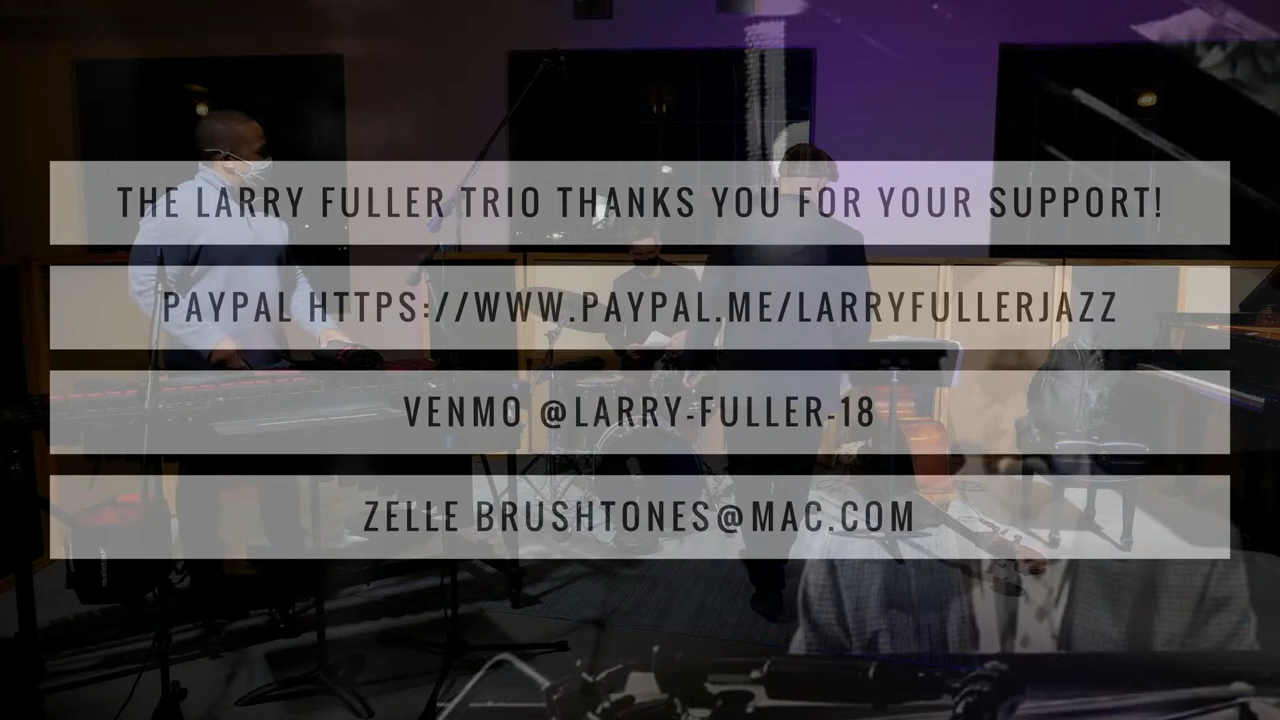 THE LARRY FULLER TRIO THANKS YOU FOR YOUR SUPPORT!
PAYPAL HTTPS://WWW.PAYPAL.ME/LARRYFULLERJAZZ
VENMO @LARRY-FULLER-18
ZELLE BRUSHTONES@MAC.COM